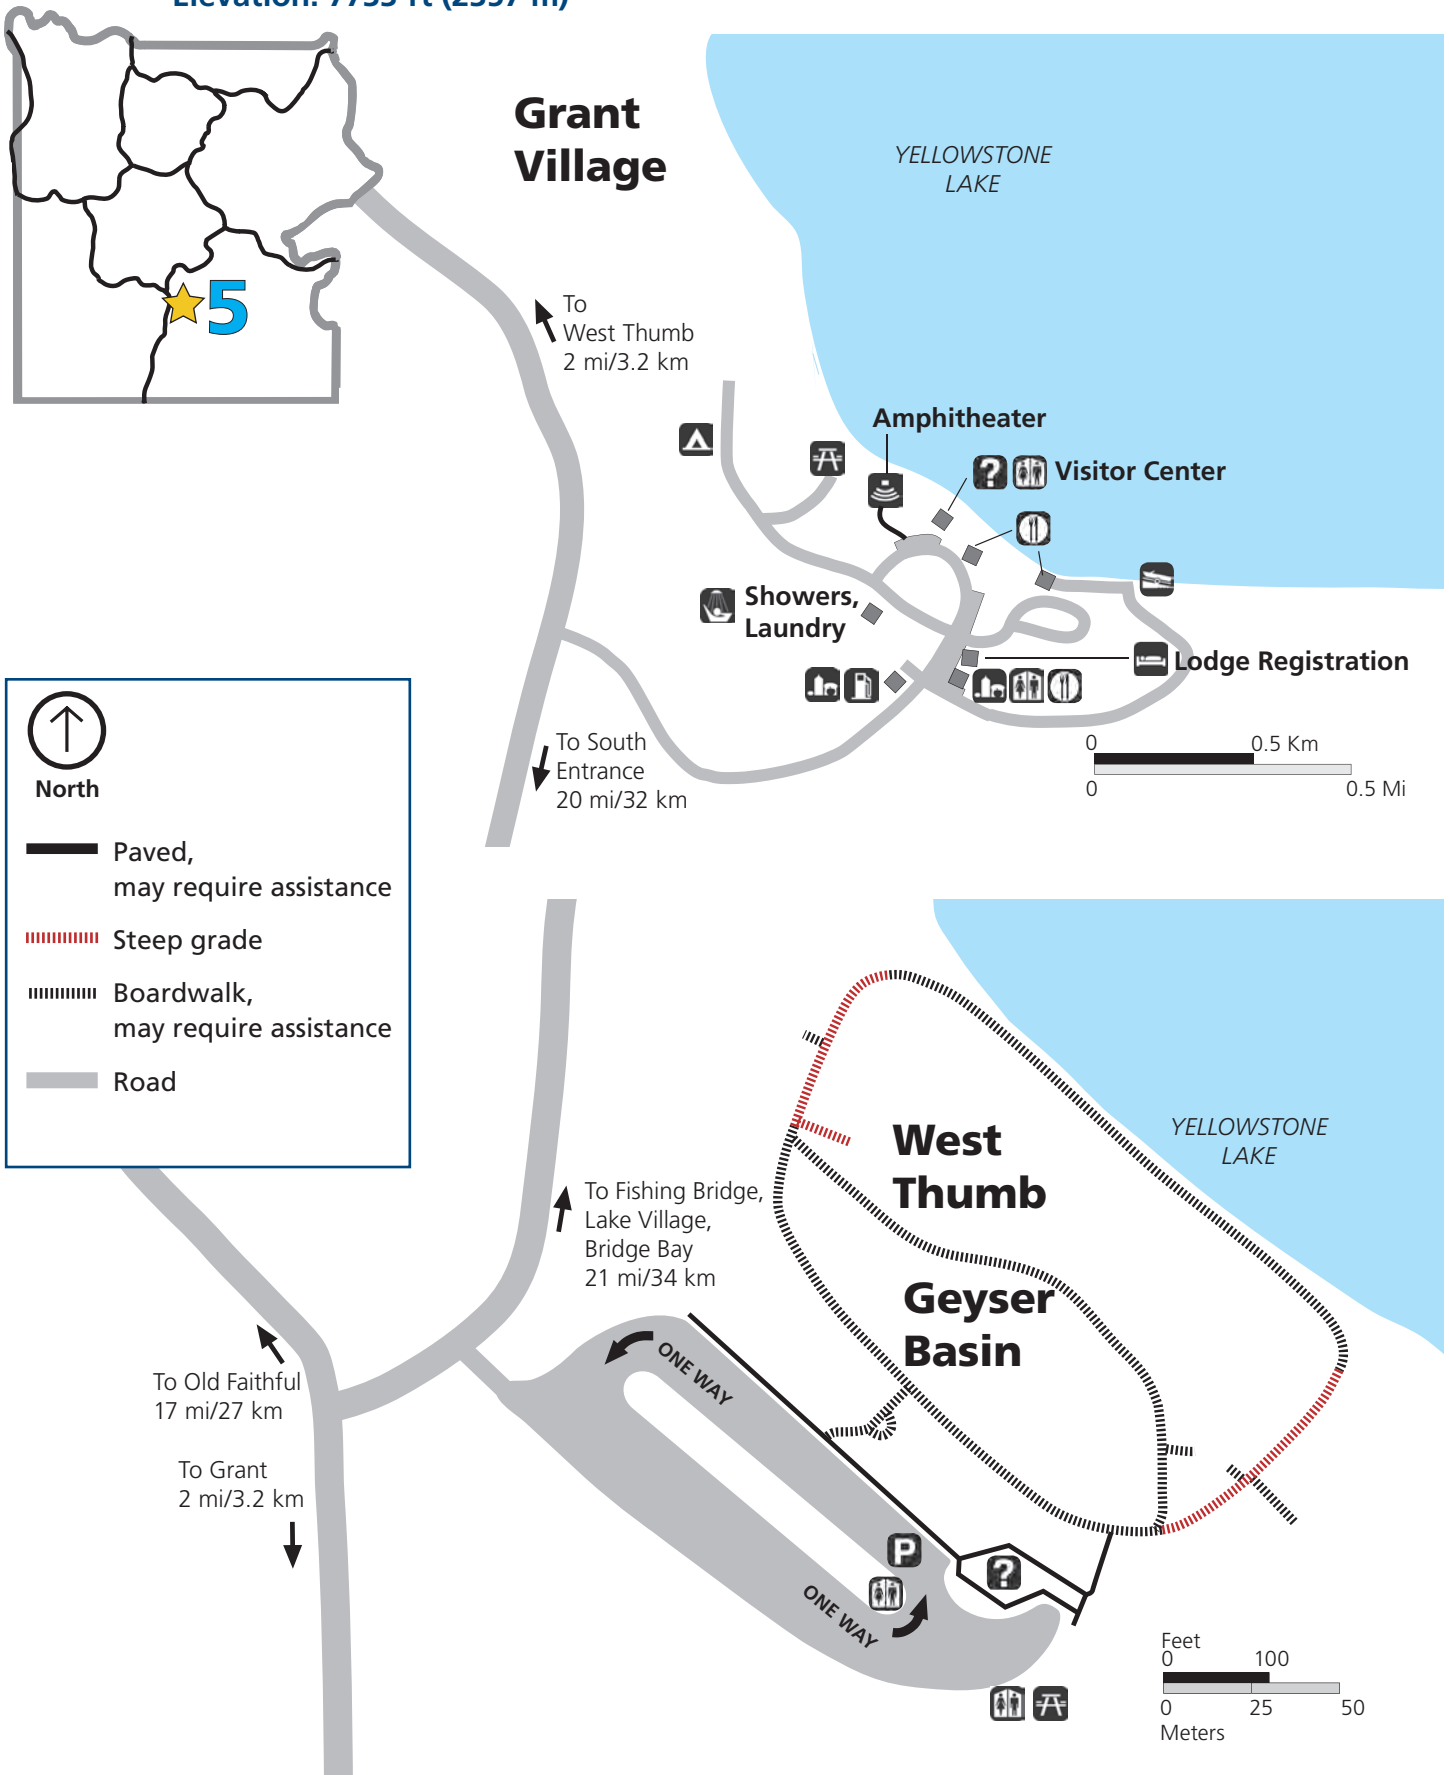 Grant
Village
YELLOWSTONE
LAKE
5
To
West Thumb
2 mi/3.2 km
Amphitheater
? Visitor Center
Showers,
Laundry
Lodge Registration
To South
Entrance
20 mi/32 km
0 0.5 Km
0 0.5 Mi
North
Paved,
may require assistance
Steep grade
Boardwalk,
may require assistance
Road
West
Thumb
Geyser
Basin
YELLOWSTONE
LAKE
To Fishing Bridge,
Lake Village,
Bridge Bay
21 mi/34 km
ONE WAY
To Old Faithful
17 mi/27 km
To Grant
2 mi/3.2 km
P
?
ONE WAY
Feet
0 100
0 25 50
Meters